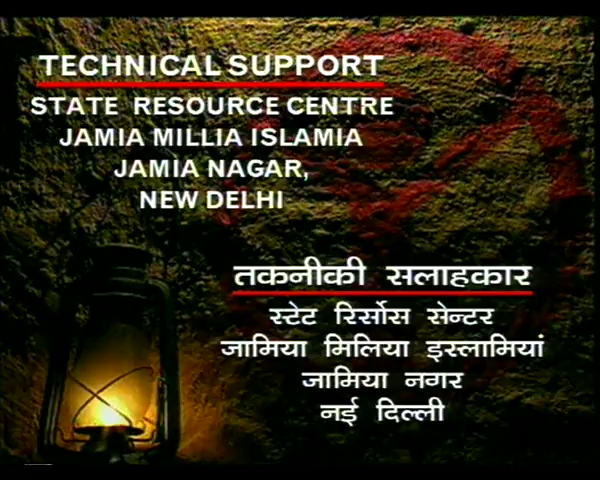 TECHNICAL SUPPORT
STATE RESOURCE CENTRE
JAMIA MILLIA ISLAMIA
JAMIA NAGAR,
NEW DELHI
तकनीकी सलाहकार
स्टेट रिर्सोस सेन्टर
जामिया मिलिया इस्लामियां
जामिया नगर
नई दिल्ली